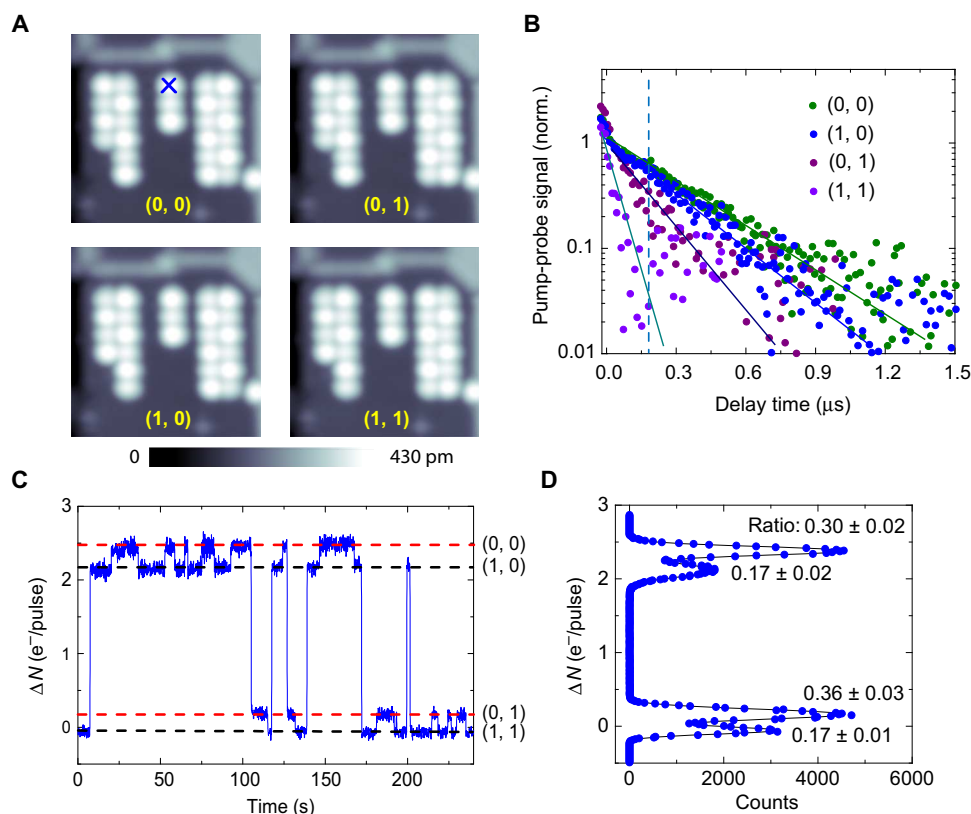 A
(0, 0)
(0, 1)
(1, 0)
(1, 1)
0
430 pm
B
Pump-probe signal (norm.)
1
0.1
0.01
(0, 0)
(1, 0)
(0, 1)
(1, 1)
0.0 0.3 0.6 0.9 1.2 1.5
Delay time (μs)
C
ΔN (e⁻/pulse)
3
2
1
0
(0, 0)
(1, 0)
(0, 1)
(1, 1)
0 50 100 150 200
Time (s)
D
ΔN (e⁻/pulse)
3
2
1
0
Ratio: 0.30 ± 0.02
0.17 ± 0.02
0.36 ± 0.03
0.17 ± 0.01
0 2000 4000 6000
Counts